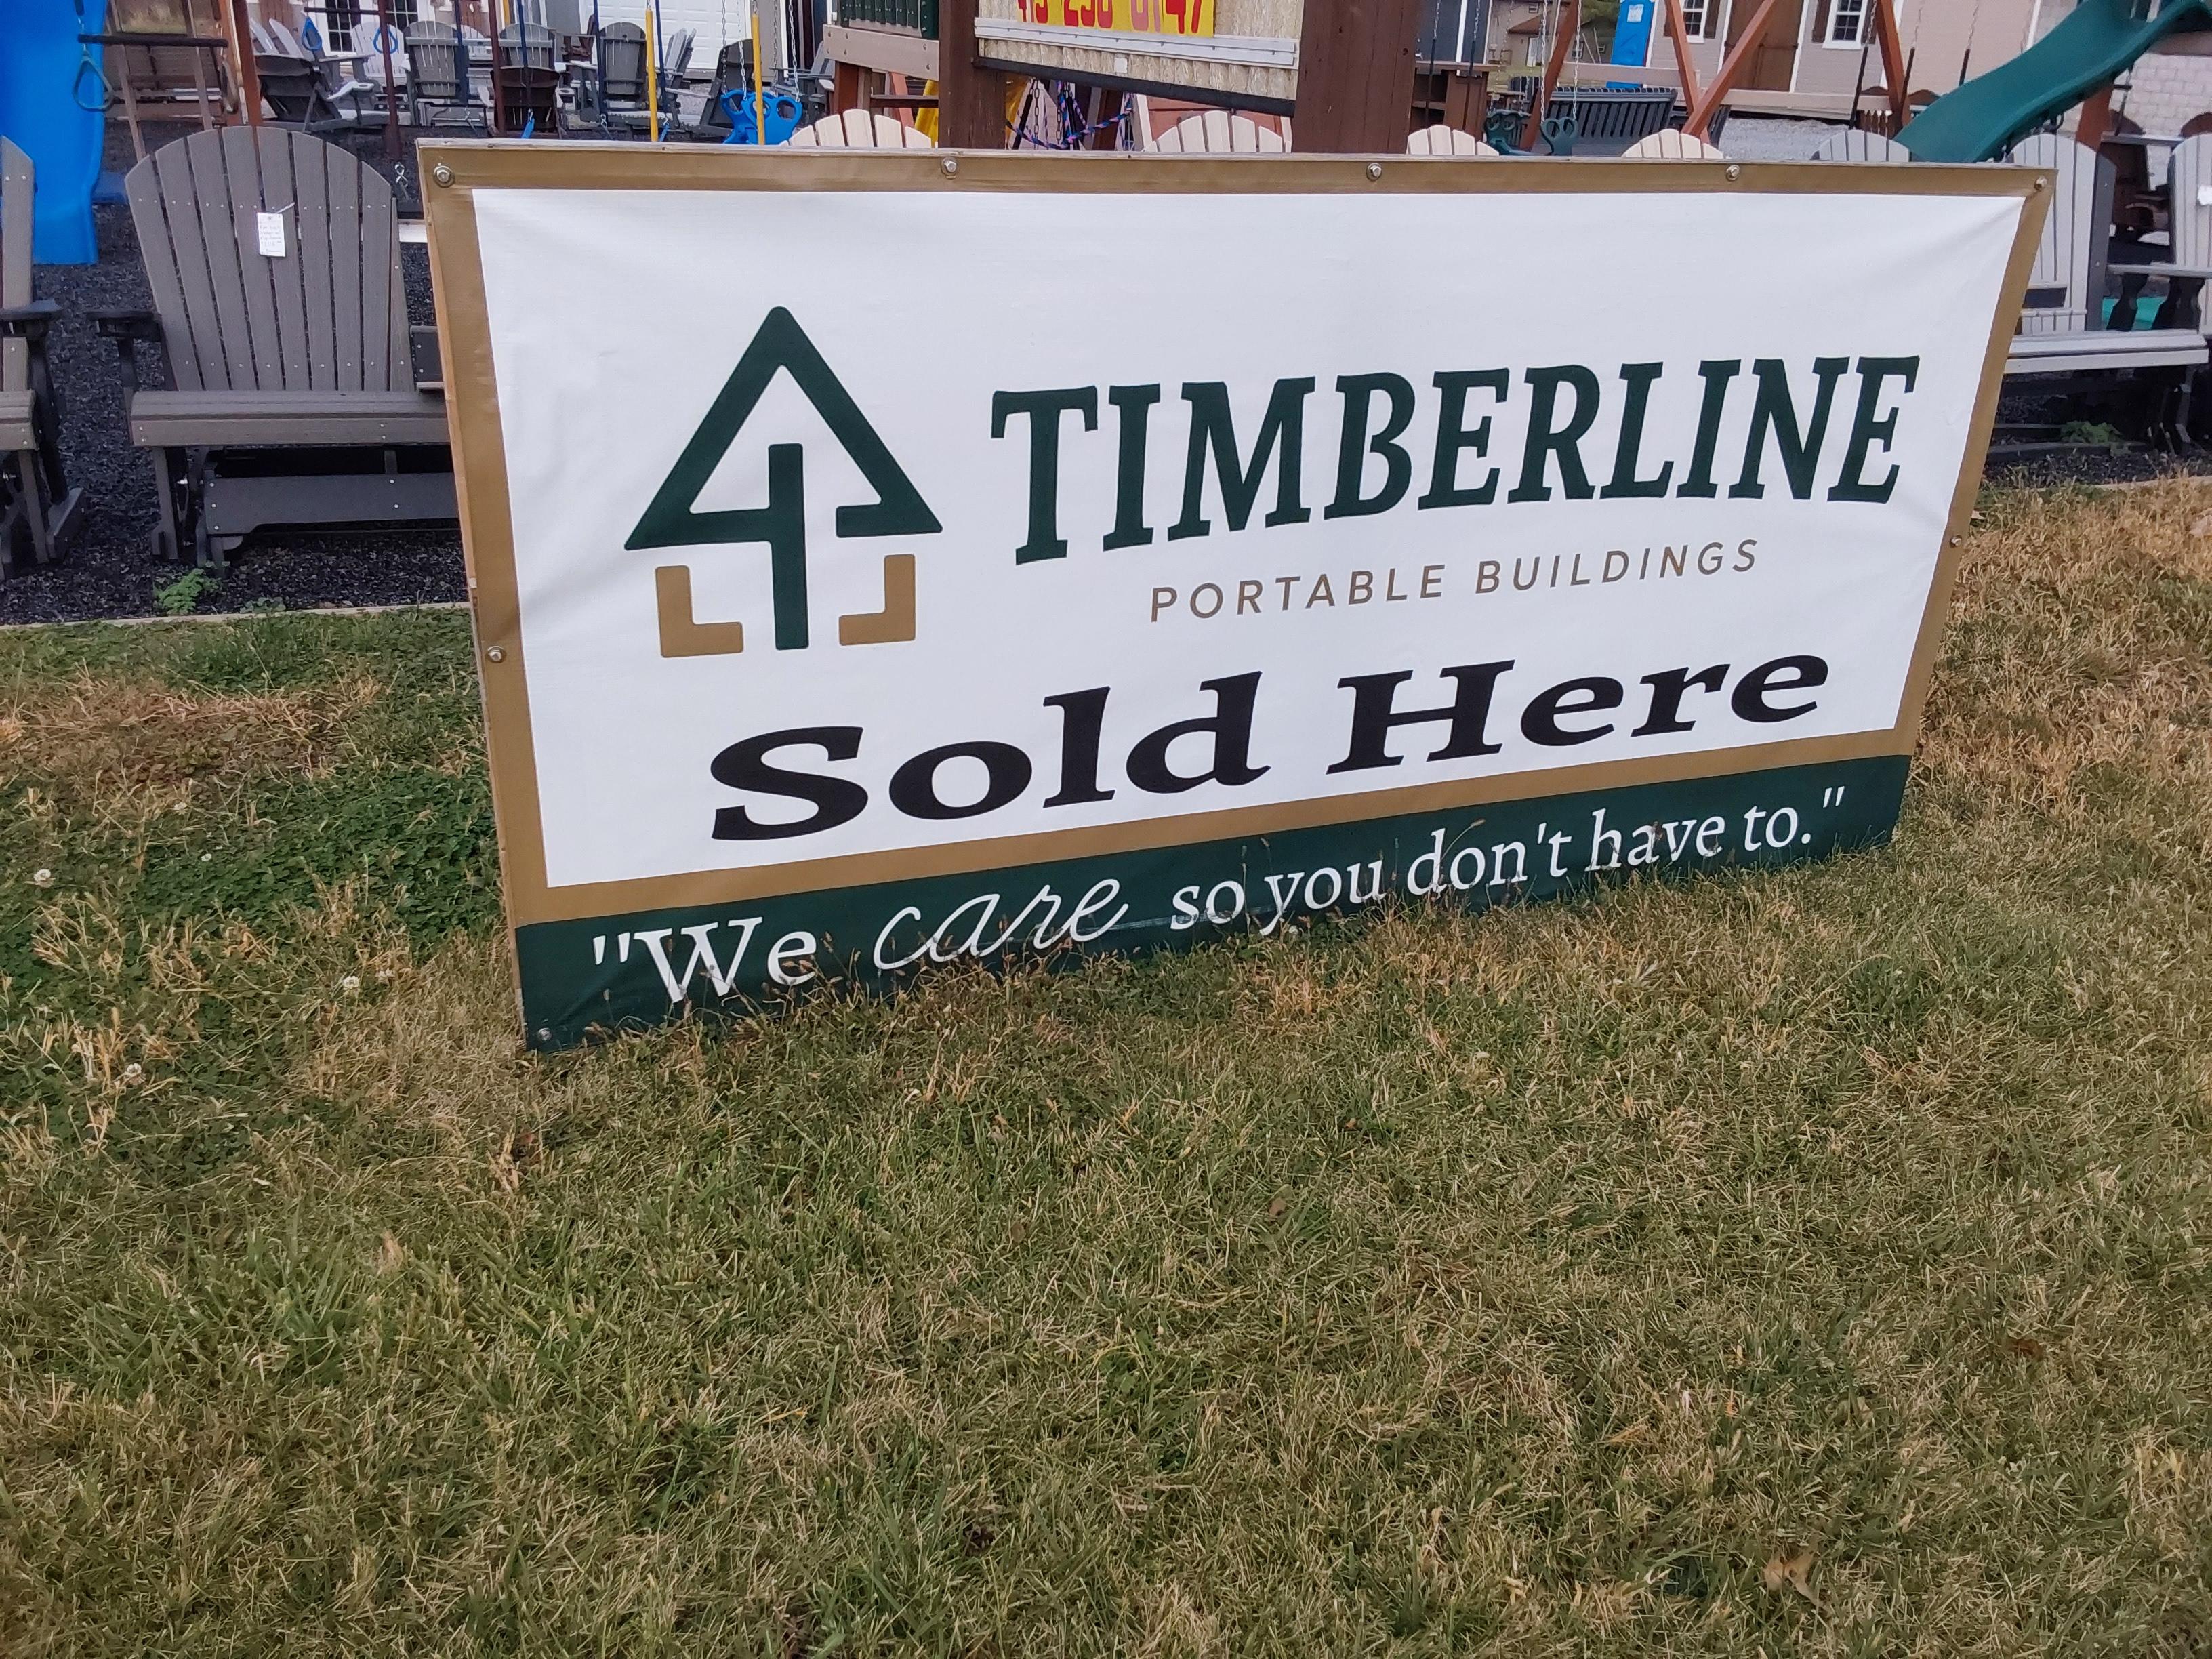 TIMBERLINE
PORTABLE BUILDINGS
Sold Here
"We care so you don't have to."